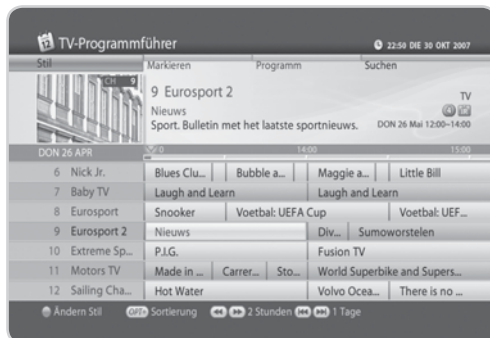 TV-Programmführer
22:50 DIE 30 OKT 2007
Stil Markieren Programm Suchen
CH 9
9 Eurosport 2
TV
Nieuws
Sport. Bulletin met het laatste sportnieuws.
DON 26 Mai 12:00~14:00
DON 26 APR 14:00 15:00
6 Nick Jr. Blues Clu... Bubble a... Maggie a... Little Bill
7 Baby TV Laugh and Learn Laugh and Learn
8 Eurosport Snooker Voetbal: UEFA Cup Voetbal: UEF...
9 Eurosport 2 Nieuws Div... Sumoworstelen
10 Extreme Sp... P.I.G. Fusion TV
11 Motors TV Made in ... Carrer... Sto... World Superbike and Supers...
12 Sailing Cha... Hot Water Volvo Ocea... There is no ...
Ändern Stil OPT+ Sortierung 2 Stunden 1 Tage